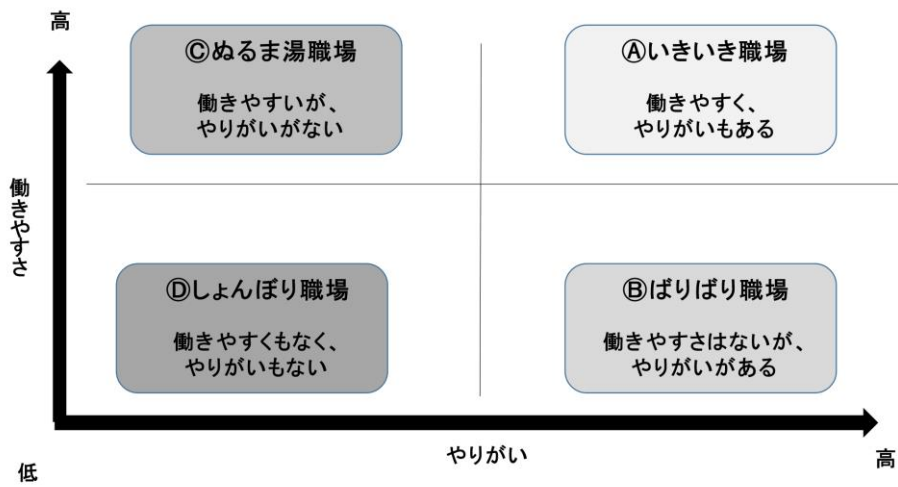 高
Ⓒぬるま湯職場
働きやすいが、
やりがいがない
Ⓐいきいき職場
働きやすく、
やりがいもある
働きやすさ
Ⓓしょんぼり職場
働きやすくもなく、
やりがいもない
Ⓑばりばり職場
働きやすさはないが、
やりがいがある
低
やりがい
高